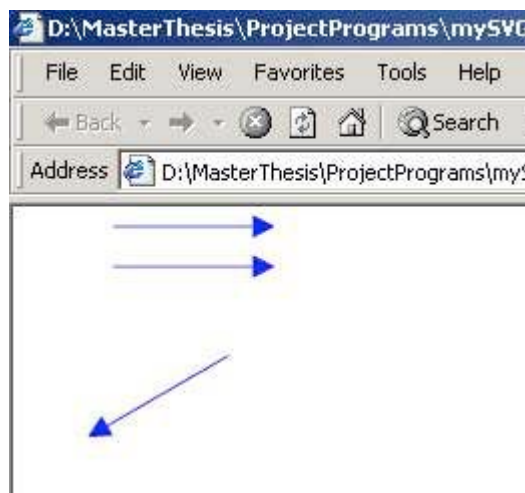 D:\MasterThesis\ProjectPrograms\mySVG
File Edit View Favorites Tools Help
Back Search
Address D:\MasterThesis\ProjectPrograms\myS